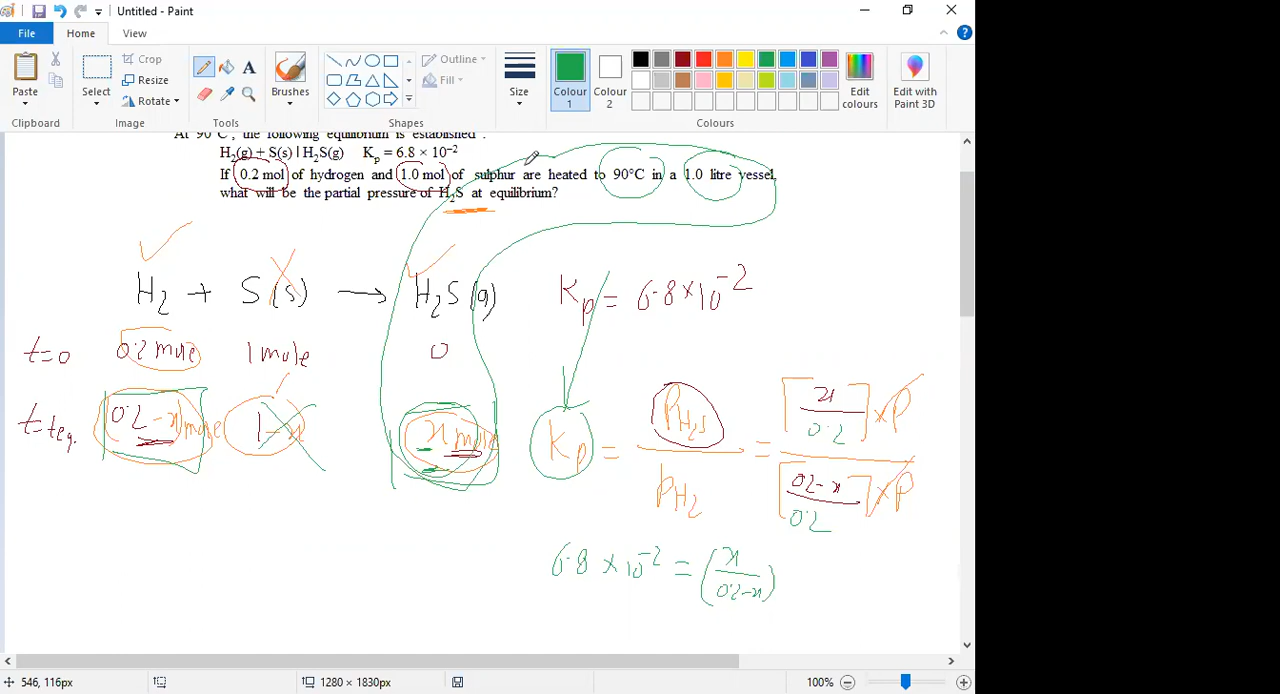 Untitled - Paint
File Home View
Paste
Select
Crop
Resize
Rotate
A
Brushes
Outline
Fill
Size
Colour 1
Colour 2
Edit colours
Edit with Paint 3D
Clipboard Image Tools Shapes Colours
At 90°C, the following equilibrium is established :
H₂(g) + S(s) | H₂S(g) Kp = 6.8 × 10⁻²
If 0.2 mol of hydrogen and 1.0 mol of sulphur are heated to 90°C in a 1.0 litre vessel,
what will be the partial pressure of H₂S at equilibrium?
H₂ + S (s) → H₂S (g) Kp = 6.8 × 10⁻²
t=0 0.2 mole 1 mole 0
t=teq. 0.2 - x mole 1 - x x mole Kp = pH₂S / pH₂ = [x / 0.2] × P / [0.2-x / 0.2] × P
6.8 × 10⁻² = (x / 0.2-x)
546, 116px
1280 × 1830px
100%